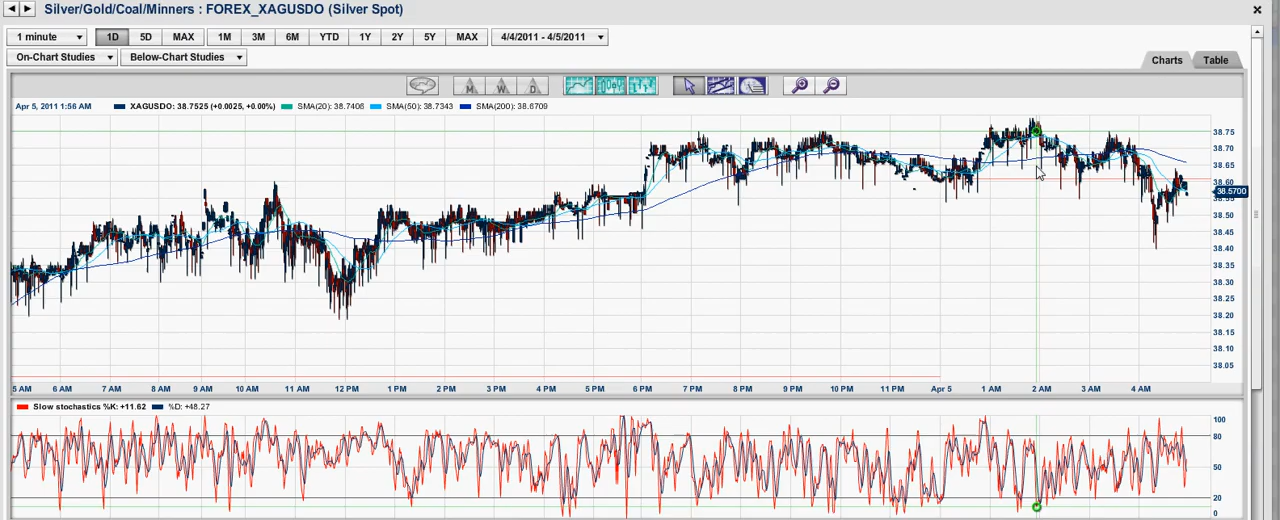 Silver/Gold/Coal/Minners : FOREX_XAGUSDO (Silver Spot)
1 minute 1D 5D MAX 1M 3M 6M YTD 1Y 2Y 5Y MAX 4/4/2011 - 4/5/2011
On-Chart Studies Below-Chart Studies
Charts Table
M W D
Apr 5, 2011 1:56 AM XAGUSDO: 38.7525 (+0.0025, +0.00%) SMA(20): 38.7406 SMA(50): 38.7343 SMA(200): 38.6709
38.75
38.70
38.65
38.60
38.5700
38.55
38.50
38.45
38.40
38.35
38.30
38.25
38.20
38.15
38.10
38.05
5 AM 6 AM 7 AM 8 AM 9 AM 10 AM 11 AM 12 PM 1 PM 2 PM 3 PM 4 PM 5 PM 6 PM 7 PM 8 PM 9 PM 10 PM 11 PM Apr 5 1 AM 2 AM 3 AM 4 AM
Slow stochastics %K: +11.62 %D: +48.27
100
80
50
20
0